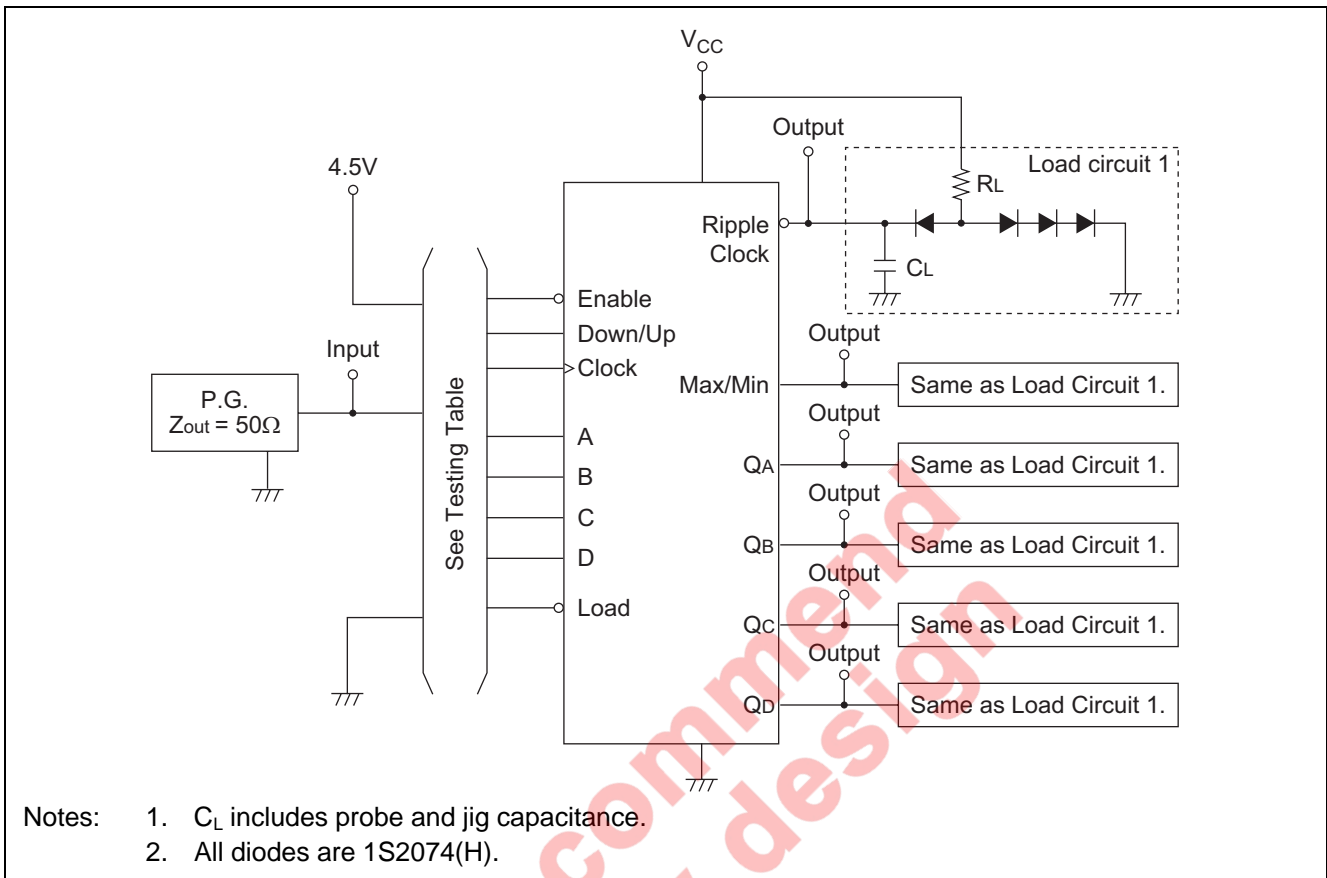 VCC
Output
4.5V
Load circuit 1
RL
Ripple
Clock
CL
Enable
Down/Up
Clock
Input
Output
P.G.
Zout = 50Ω
See Testing Table
Max/Min
Same as Load Circuit 1.
Output
A
QA
Same as Load Circuit 1.
B
Output
C
QB
Same as Load Circuit 1.
D
Output
Load
QC
Same as Load Circuit 1.
Output
QD
Same as Load Circuit 1.
commend
design
Notes: 1. CL includes probe and jig capacitance.
2. All diodes are 1S2074(H).